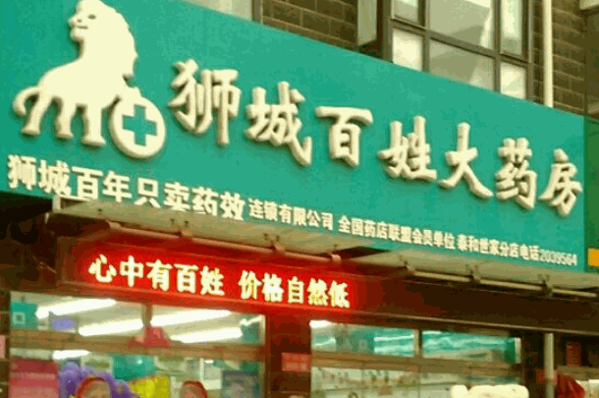 狮城百姓大药房
狮城百年只卖药效 连锁有限公司 全国药店联盟会员单位 泰和世家分店电话2039564
心中有百姓 价格自然低